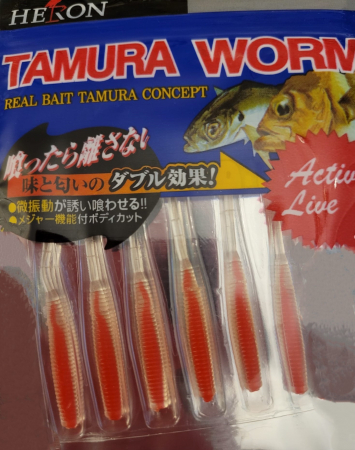 HERON
TAMURA WORM
REAL BAIT TAMURA CONCEPT
喰ったら離さない
味と匂いのダブル効果!
●微振動が誘い喰わせる!!
●メジャー機能付ボディカット
Activ
Live